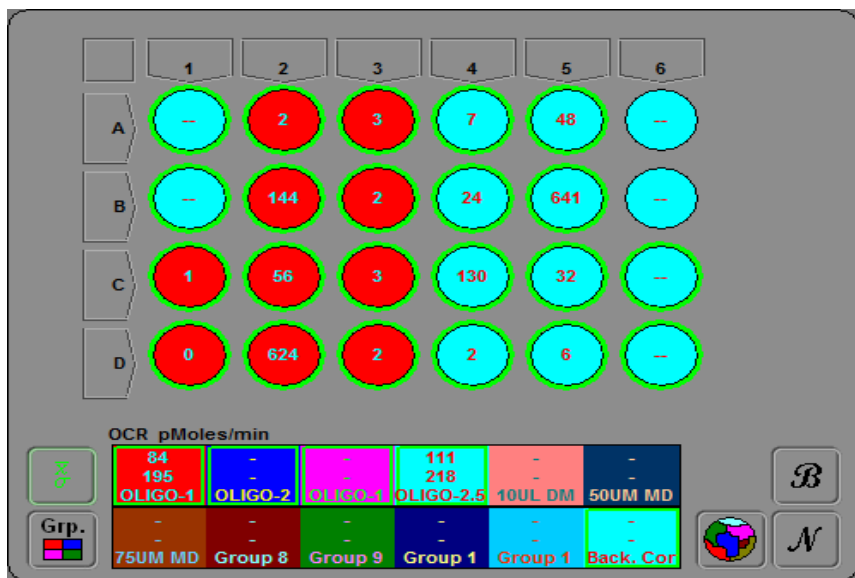 1 2 3 4 5 6
A -- 2 3 7 48 --
B -- 144 2 24 641 --
C 1 56 3 130 32 --
D 0 624 2 2 6 --
OCR pMoles/min
84 - - 111 - -
195 - - 218 - -
OLIGO-1 OLIGO-2 OLIGO-1 OLIGO-2.5 10UL DM 50UM MD
Grp. - - - - - -
- - - - - -
75UM MD Group 8 Group 9 Group 1 Group 1 Back. Cor
B
N